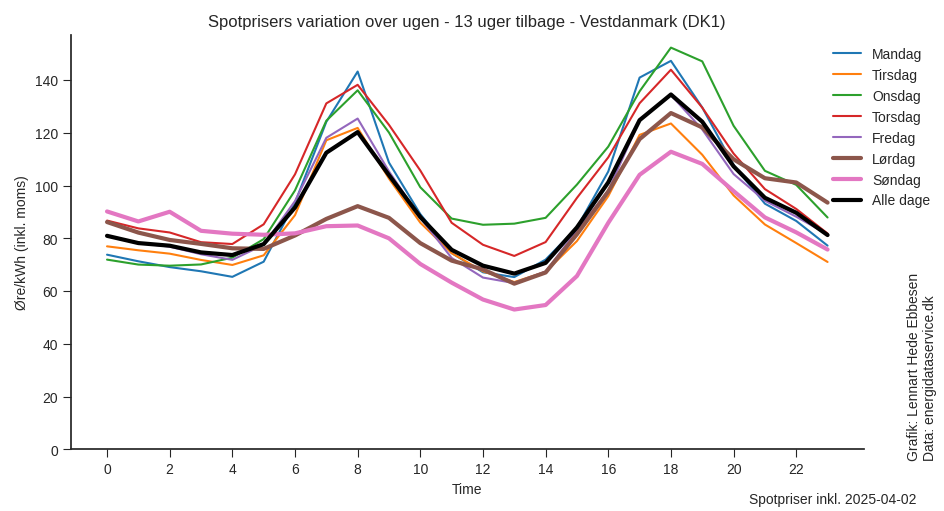 Spotprisers variation over ugen - 13 uger tilbage - Vestdanmark (DK1)
Øre/kWh (inkl. moms)
140
120
100
80
60
40
20
0
0 2 4 6 8 10 12 14 16 18 20 22
Time
Mandag
Tirsdag
Onsdag
Torsdag
Fredag
Lørdag
Søndag
Alle dage
Grafik: Lennart Hede Ebbesen
Data: energidataservice.dk
Spotpriser inkl. 2025-04-02